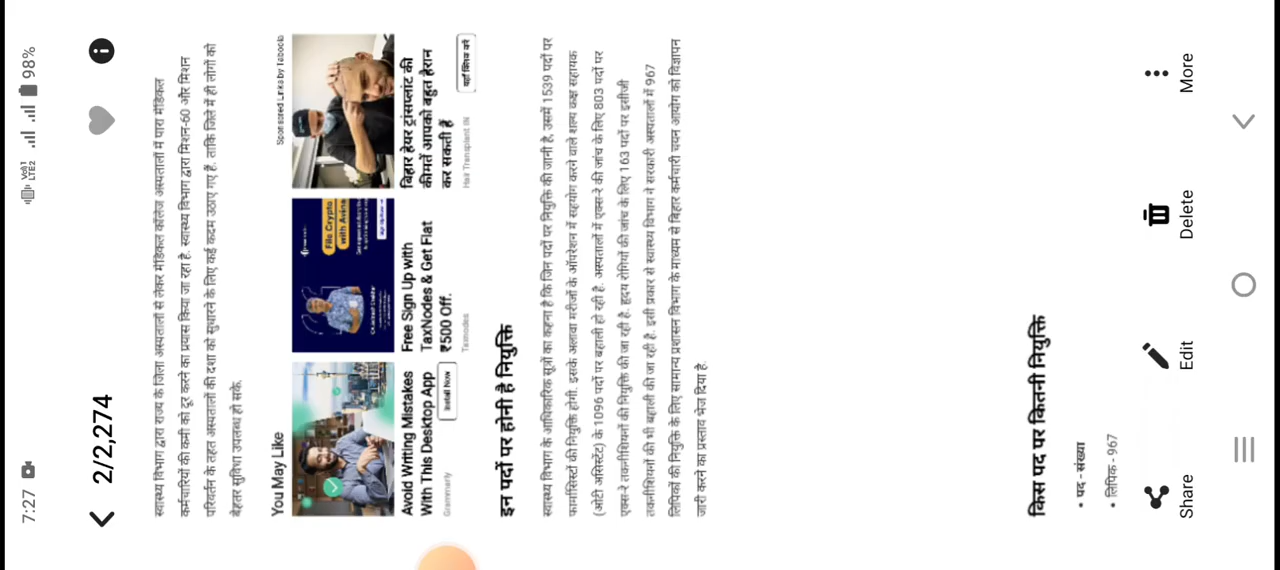 7:27
VoI1 LTE2
98%
2/2,274
स्वास्थ्य विभाग द्वारा राज्य के जिला अस्पतालों से लेकर मेडिकल कॉलेज अस्पतालों में पारा मेडिकल
कर्मचारियों की कमी को दूर करने का प्रयास किया जा रहा है. स्वास्थ्य विभाग द्वारा मिशन-60 और मिशन
परिवर्तन के तहत अस्पतालों की दशा को सुधारने के लिए कई कदम उठाए गए हैं. ताकि जिले में ही लोगों को
बेहतर सुविधा उपलब्ध हो सके.
You May Like
Sponsored Links by Taboola
File Crypto
with
Avoid Writing Mistakes
With This Desktop App
Grammarly
Install Now
Free Sign Up with
TaxNodes & Get Flat
₹500 Off.
Taxnodes
बिहार हेयर ट्रांसप्लांट की
कीमतें आपको बहुत हैरान
कर सकती हैं
Hair Transplant IN
यहाँ क्लिक करें
इन पदों पर होनी है नियुक्ति
स्वास्थ्य विभाग के आधिकारिक सूत्रों का कहना है कि जिन पदों पर नियुक्ति की जानी है, उसमें 1539 पदों पर
फार्मासिस्टों की नियुक्ति होगी. इसके अलावा मरीजों के ऑपरेशन में सहयोग करने वाले शल्य कक्ष सहायक
(ओटी असिस्टेंट) के 1096 पदों पर बहाली हो रही है. अस्पतालों में एक्स-रे की जांच के लिए 803 पदों पर
एक्स-रे तकनीशियनों की नियुक्ति की जा रही है. हृदय रोगियों की जांच के लिए 163 पदों पर इसीजी
तकनीशियनों की भी बहाली की जा रही है. इसी प्रकार से स्वास्थ्य विभाग ने सरकारी अस्पतालों में 967
लिपिकों की नियुक्ति के लिए सामान्य प्रशासन विभाग के माध्यम से बिहार कर्मचारी चयन आयोग को विज्ञापन
जारी करने का प्रस्ताव भेज दिया है.
किस पद पर कितनी नियुक्ति
• पद - संख्या
• लिपिक - 967
Share
Edit
Delete
More